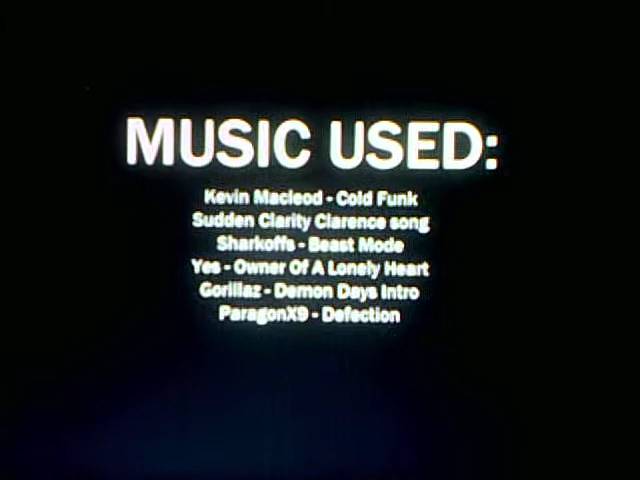 MUSIC USED:
Kevin Macleod - Cold Funk
Sudden Clarity Clarence song
Sharkoffs - Beast Mode
Yes - Owner Of A Lonely Heart
Gorillaz - Demon Days Intro
ParagonX9 - Defection